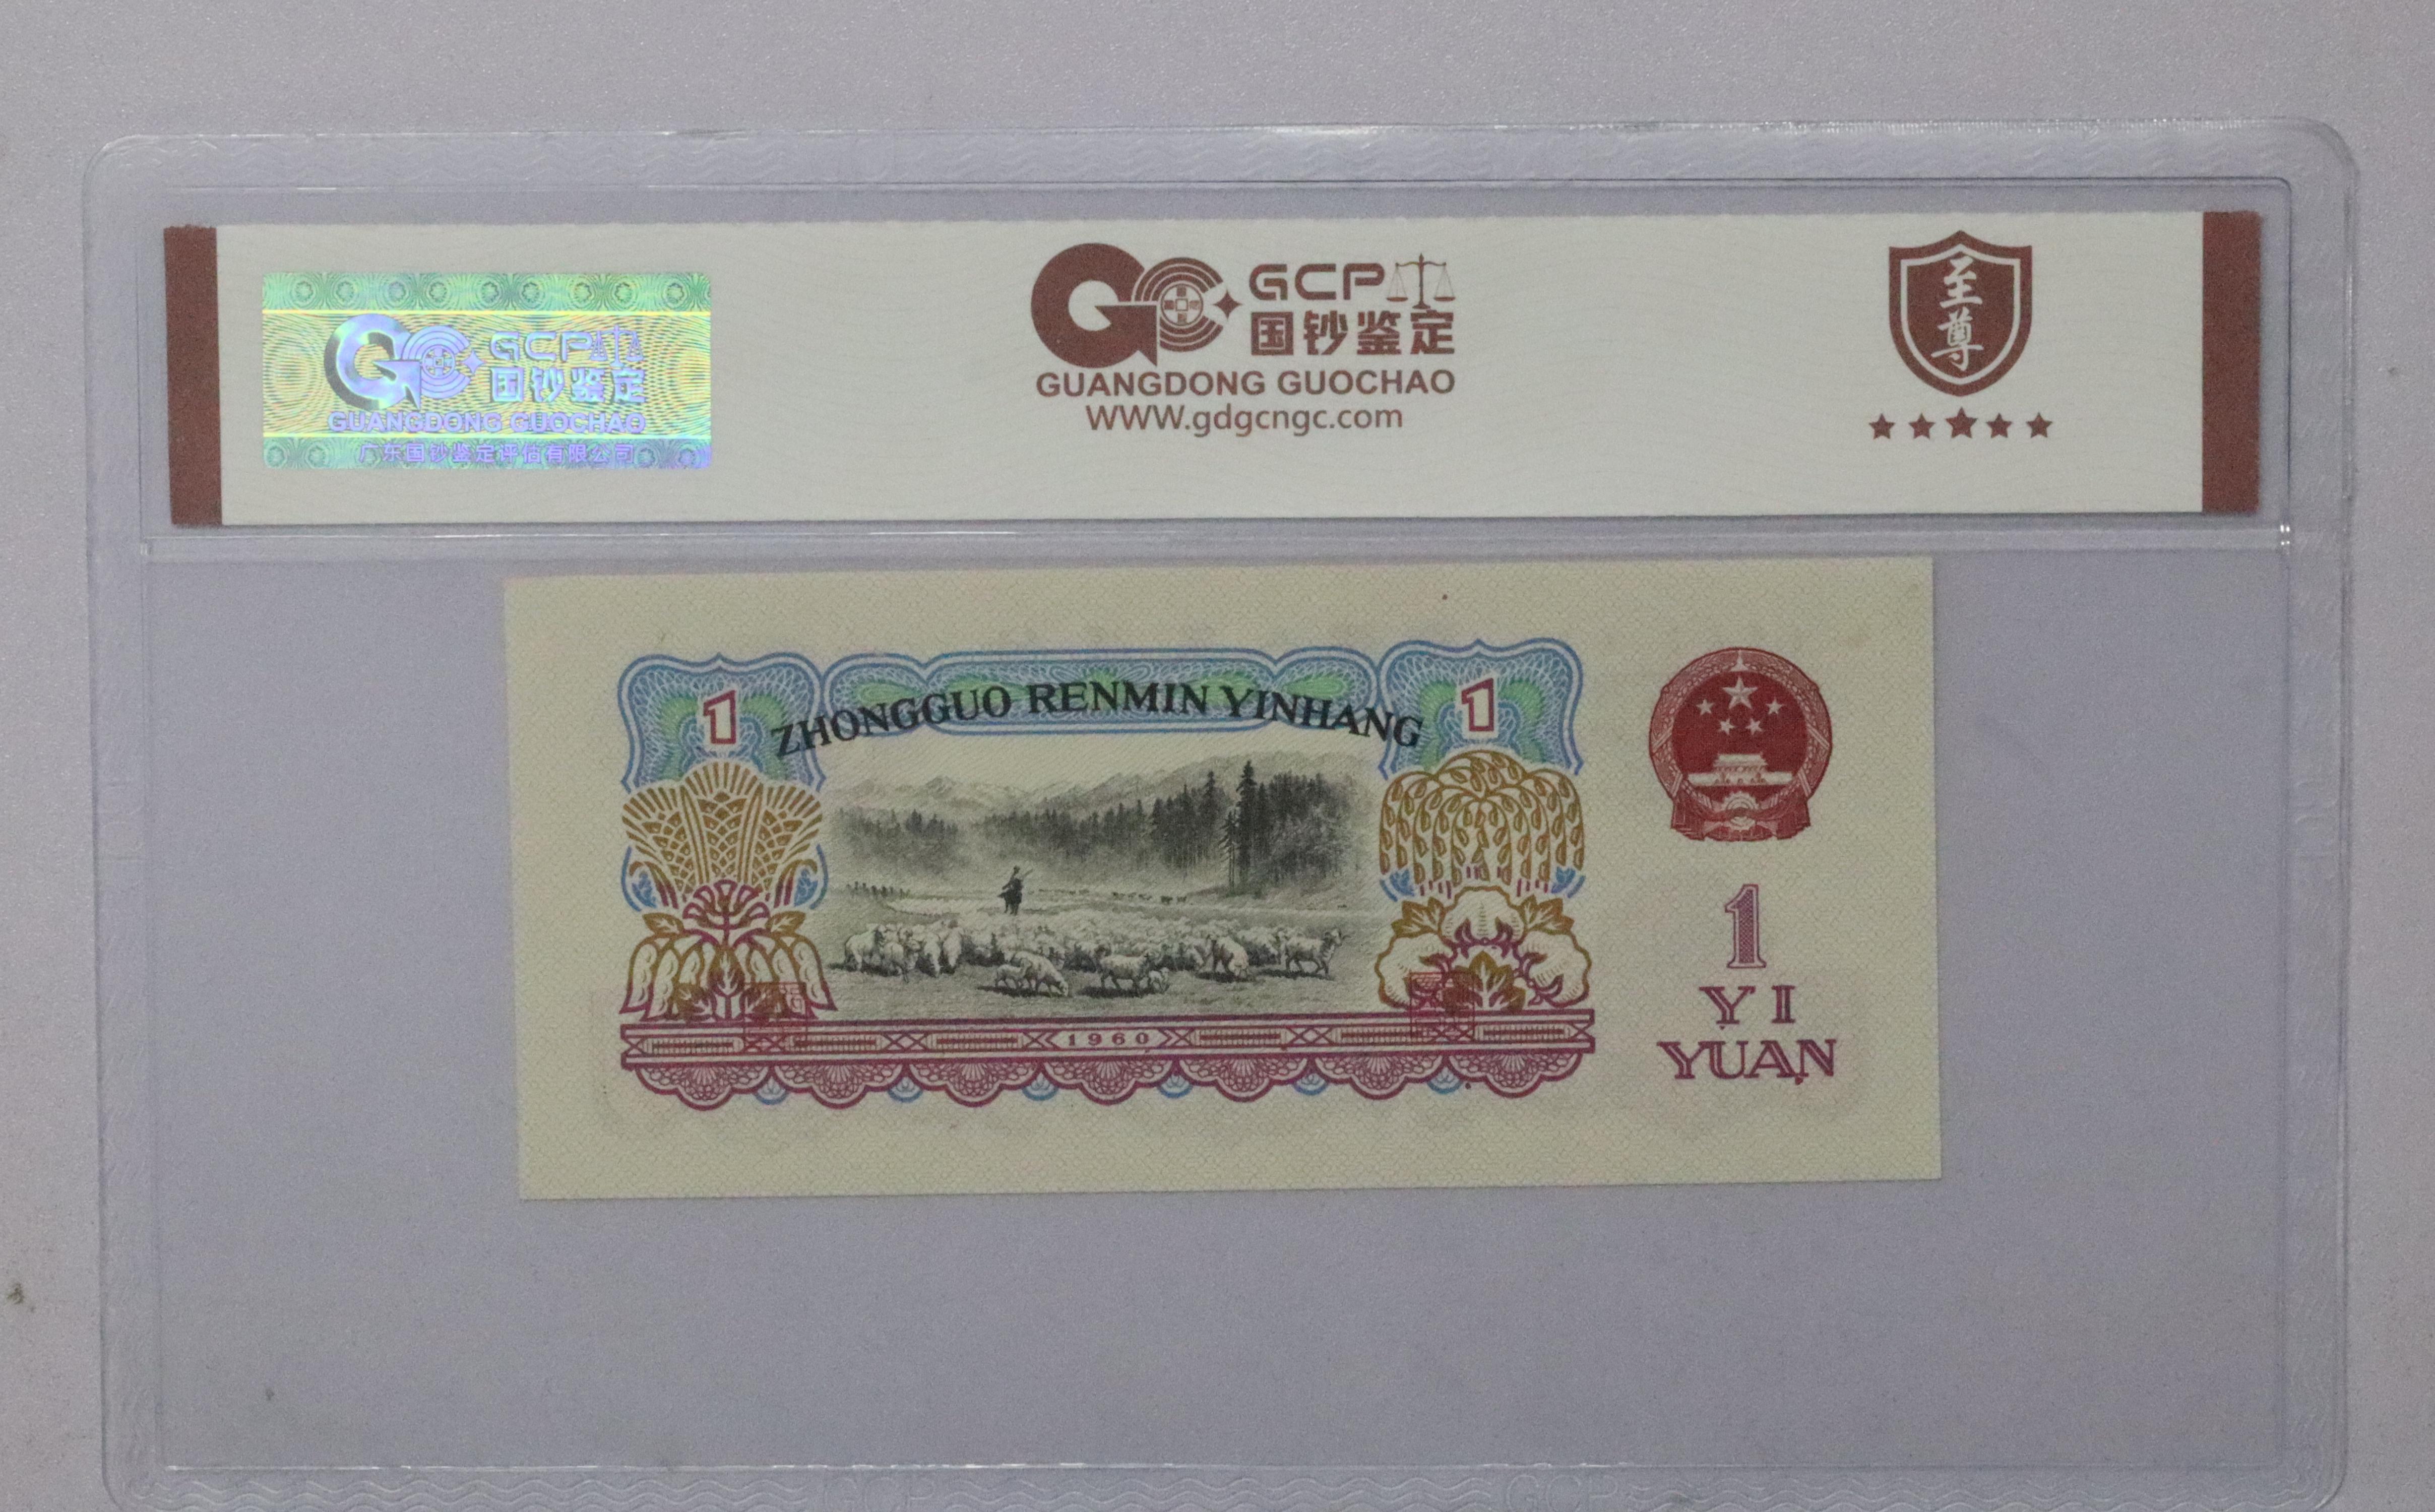 GCP
国钞鉴定
GUANGDONG GUOCHAO
广东国钞鉴定评估有限公司
GCP
国钞鉴定
GUANGDONG GUOCHAO
WWW.gdgcngc.com
至尊
1
ZHONGGUO RENMIN YINHANG
1
1960
1
YI
YUAN
GCP
GCP